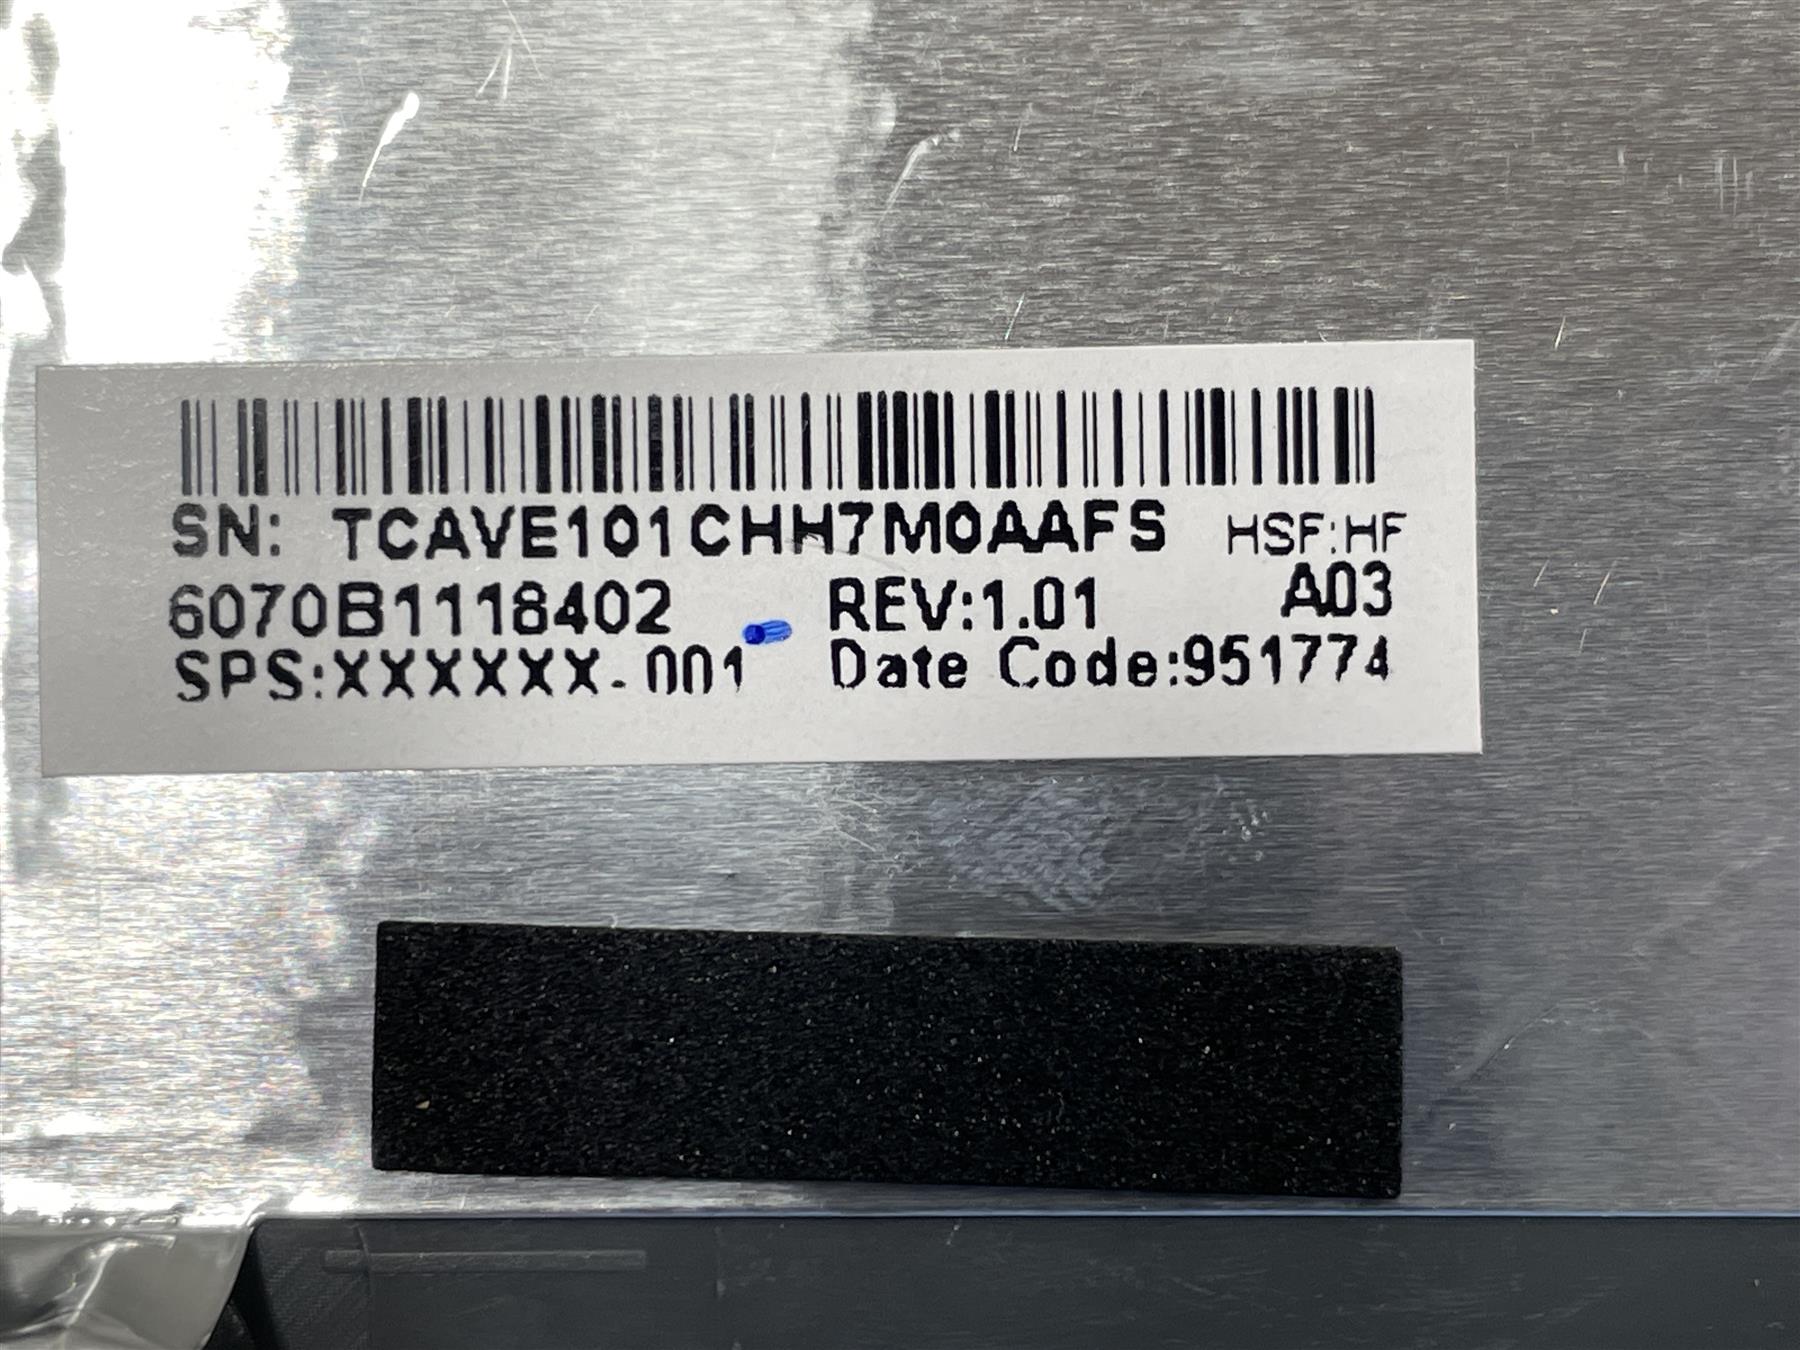 SN: TCAVE101CHH7M0AAFS HSF:HF
6070B1118402 REV:1.01 A03
SPS:XXXXXX-001 Date Code:951774